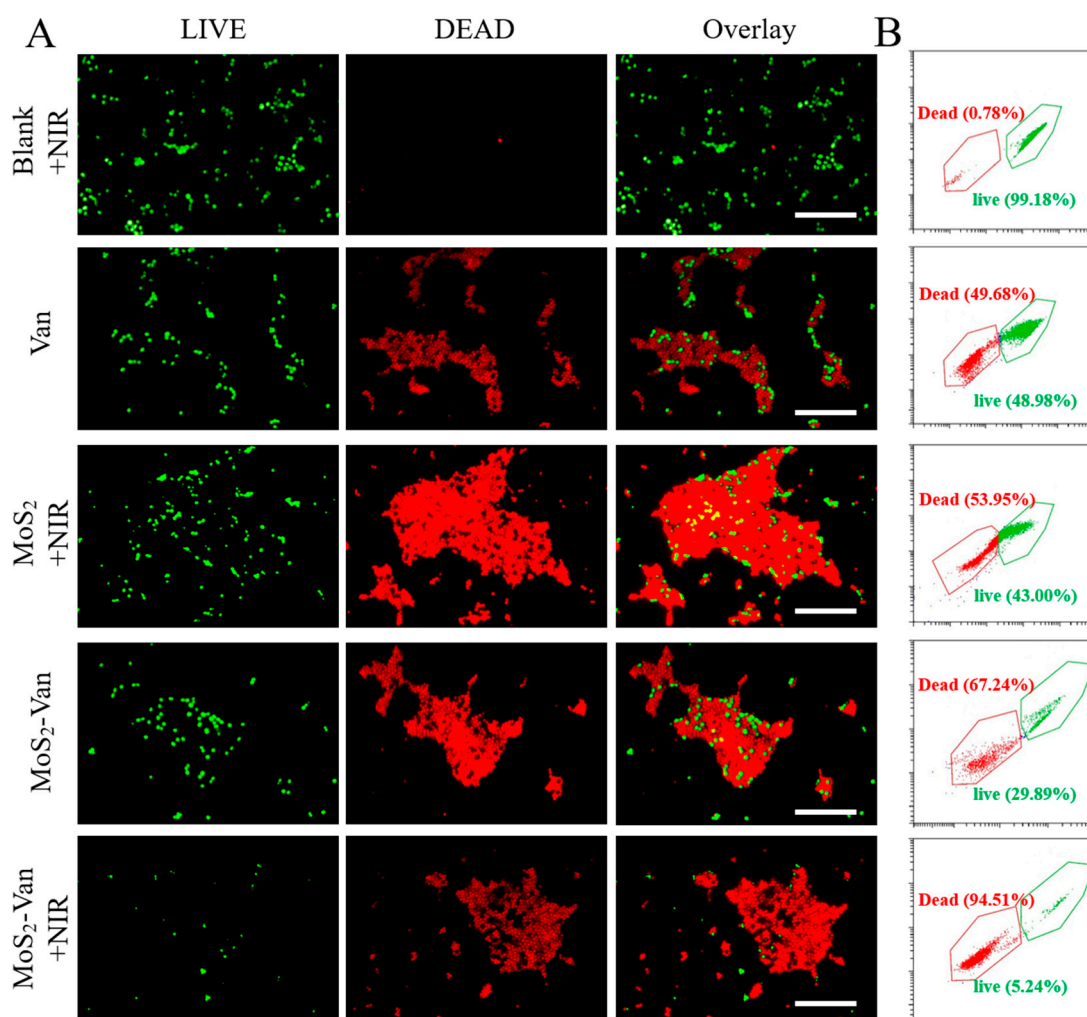 A LIVE DEAD Overlay B
Blank
+NIR
Dead (0.78%)
live (99.18%)
Van
Dead (49.68%)
live (48.98%)
MoS₂
+NIR
Dead (53.95%)
live (43.00%)
MoS₂-Van
Dead (67.24%)
live (29.89%)
MoS₂-Van
+NIR
Dead (94.51%)
live (5.24%)